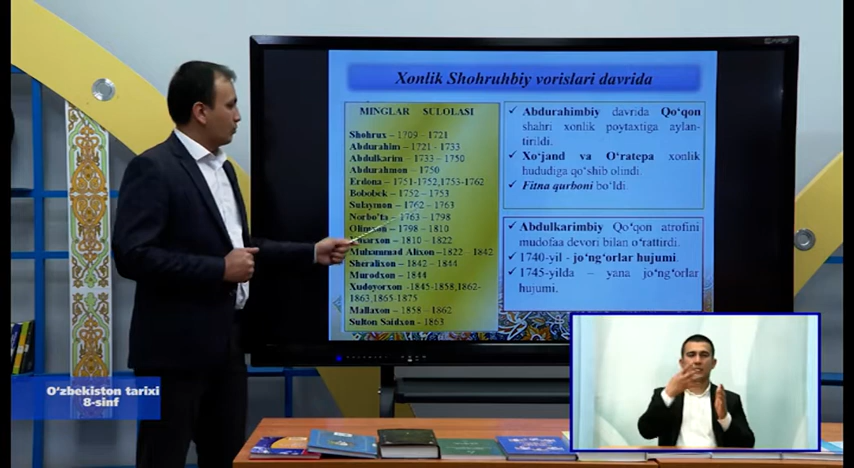 Xonlik Shohruhbiy vorislari davrida
MINGLAR SULOLASI
Shohrux – 1709 – 1721
Abdurahim – 1721 - 1733
Abdulkarim – 1733 – 1750
Abdurahmon – 1750
Erdona – 1751-1752,1753-1762
Bobobek – 1752 – 1753
Sulaymon – 1762 – 1763
Norbo‘ta – 1763 – 1798
Olimxon – 1798 – 1810
Umarxon – 1810 – 1822
Muhammad Alixon –1822 – 1842
Sheralixon – 1842 – 1844
Murodxon – 1844
Xudoyorxon -1845-1858,1862-
1863,1865-1875
Mallaxon – 1858 – 1862
Sulton Saidxon – 1863
✓ Abdurahimbiy davrida Qo‘qon
shahri xonlik poytaxtiga aylan-
tirildi.
✓ Xo‘jand va O‘ratepa xonlik
hududiga qo‘shib olindi.
✓ Fitna qurboni bo‘ldi.
✓ Abdulkarimbiy Qo‘qon atrofini
mudofaa devori bilan o‘rattirdi.
✓ 1740-yil - jo‘ng‘orlar hujumi.
✓ 1745-yilda – yana jo‘ng‘orlar
hujumi.
O‘zbekiston tarixi
8-sinf